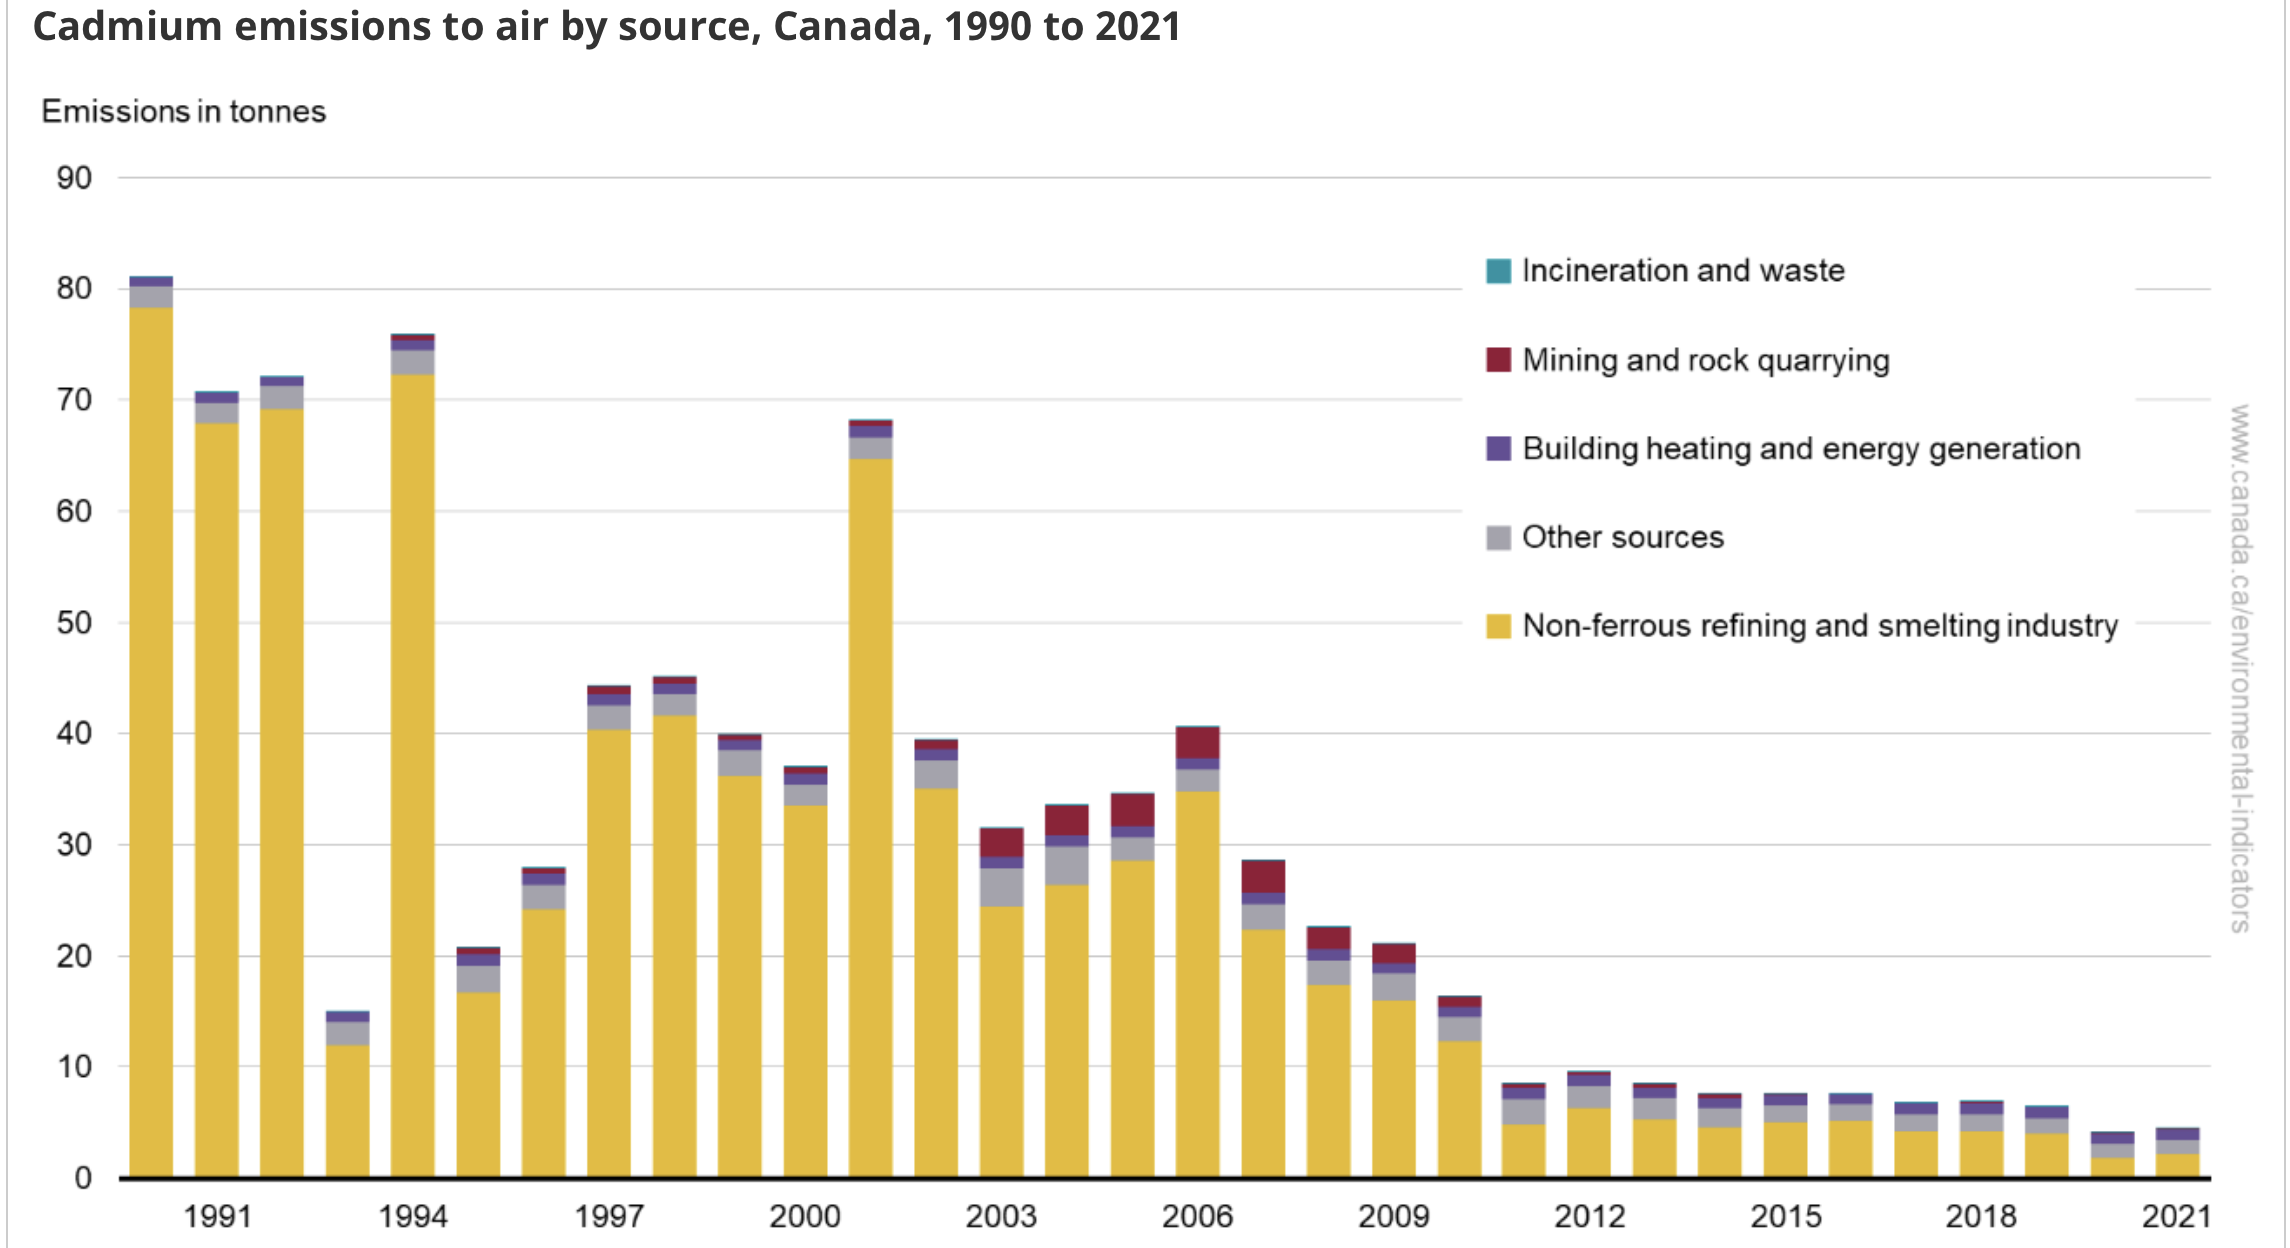 Cadmium emissions to air by source, Canada, 1990 to 2021
Emissions in tonnes
90
80
70
60
50
40
30
20
10
0
Incineration and waste
Mining and rock quarrying
Building heating and energy generation
Other sources
Non-ferrous refining and smelting industry
www.canada.ca/environmental-indicators
1991 1994 1997 2000 2003 2006 2009 2012 2015 2018 2021